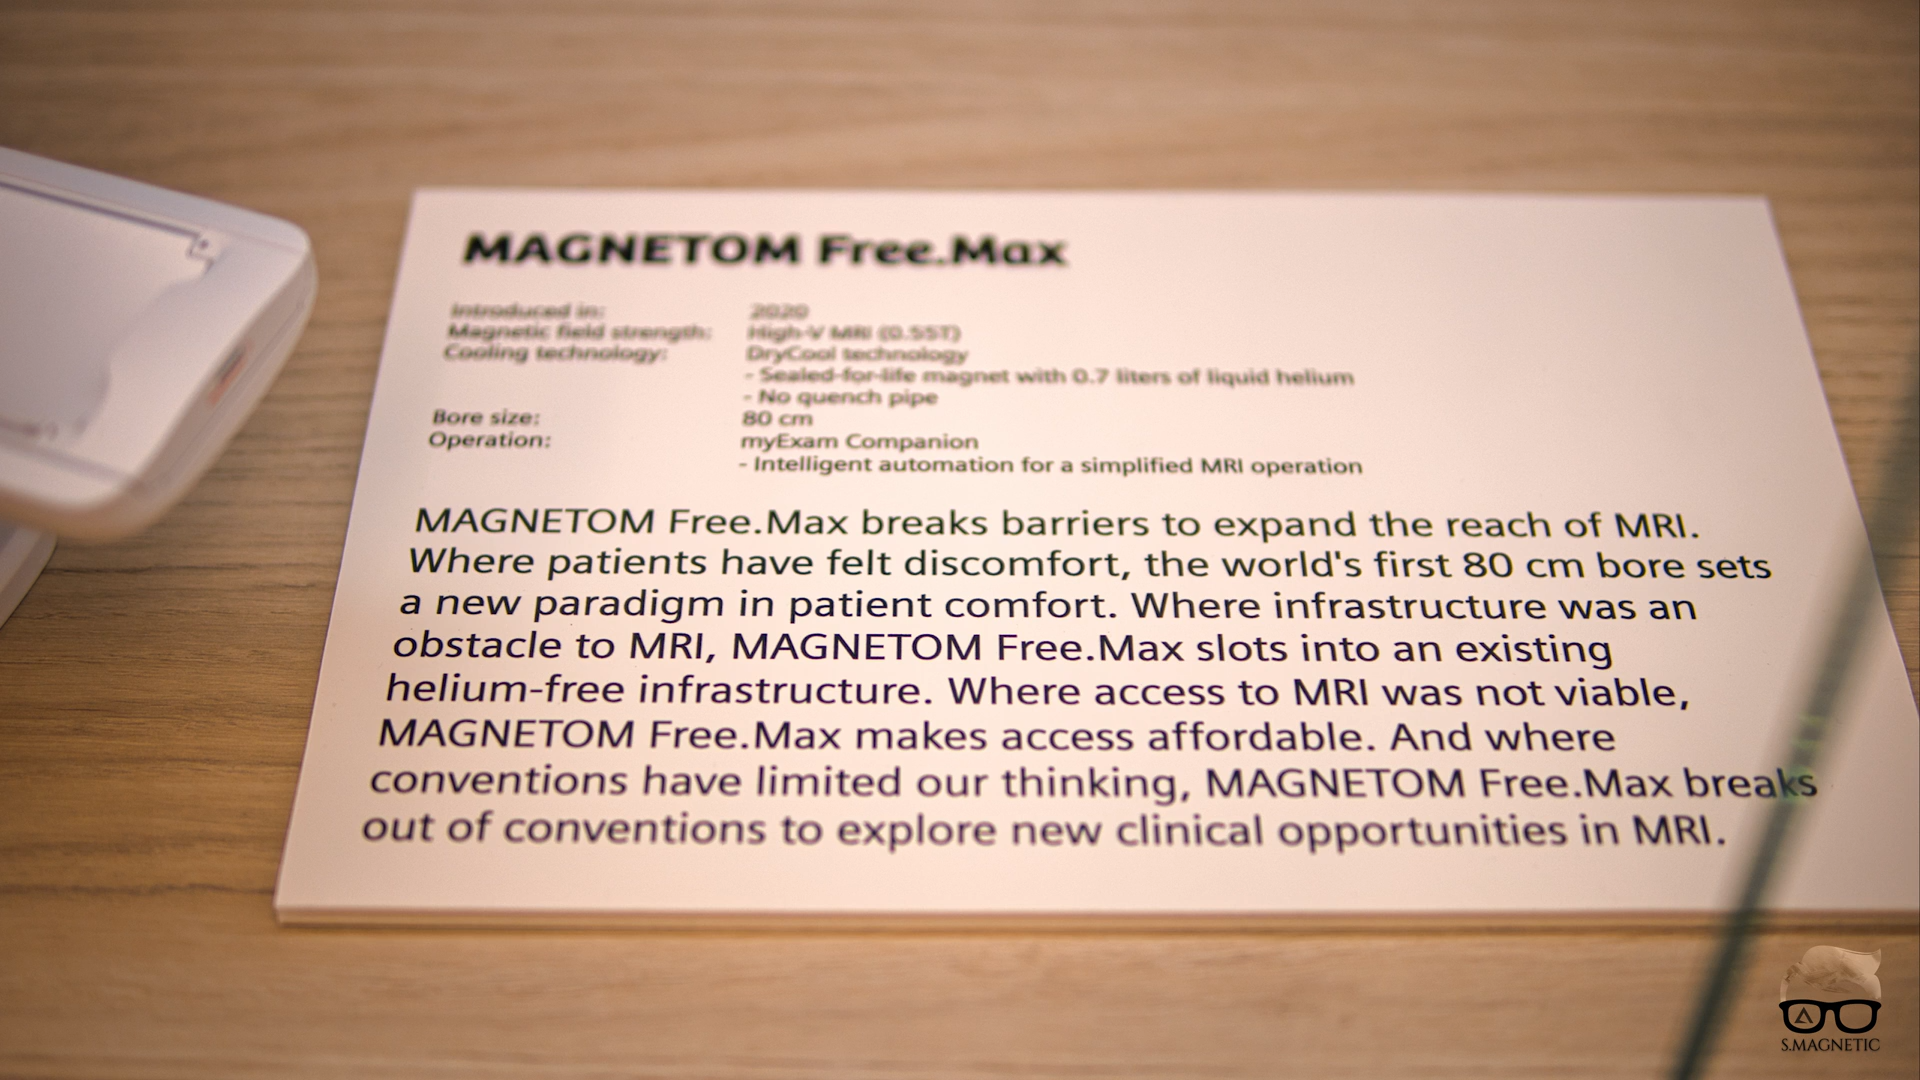 MAGNETOM Free.Max
Introduced in: 2020
Magnetic field strength: High-V MRI (0.55T)
Cooling technology: DryCool technology
- Sealed-for-life magnet with 0.7 liters of liquid helium
- No quench pipe
Bore size: 80 cm
Operation: myExam Companion
- Intelligent automation for a simplified MRI operation
MAGNETOM Free.Max breaks barriers to expand the reach of MRI.
Where patients have felt discomfort, the world's first 80 cm bore sets
a new paradigm in patient comfort. Where infrastructure was an
obstacle to MRI, MAGNETOM Free.Max slots into an existing
helium-free infrastructure. Where access to MRI was not viable,
MAGNETOM Free.Max makes access affordable. And where
conventions have limited our thinking, MAGNETOM Free.Max breaks
out of conventions to explore new clinical opportunities in MRI.
S.MAGNETIC